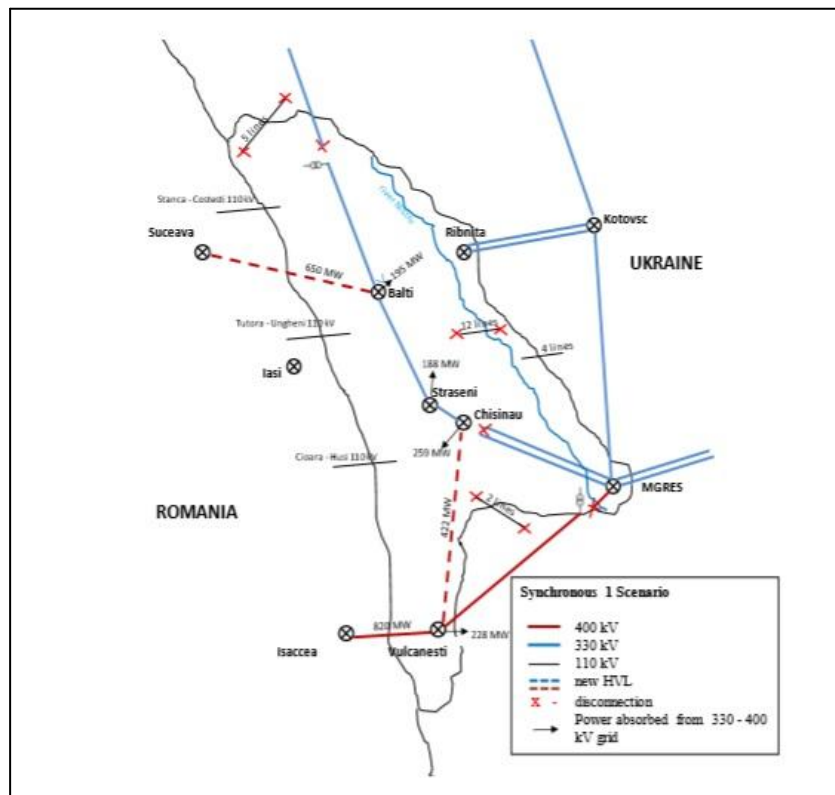 5 lines
Stanca - Costesti 110kV
Suceava
Kotovsc
Ribnita
UKRAINE
650 MW
195 MW
Balti
12 lines
4 lines
Tutora - Ungheni 110kV
Iasi
188 MW
Straseni
Chisinau
259 MW
Cioara - Husi 110kV
MGRES
ROMANIA
2 lines
422 MW
Synchronous 1 Scenario
400 kV
330 kV
110 kV
new HVL
X - disconnection
Power absorbed from 330 - 400
kV grid
820 MW
228 MW
Isaccea
Vulcanesti